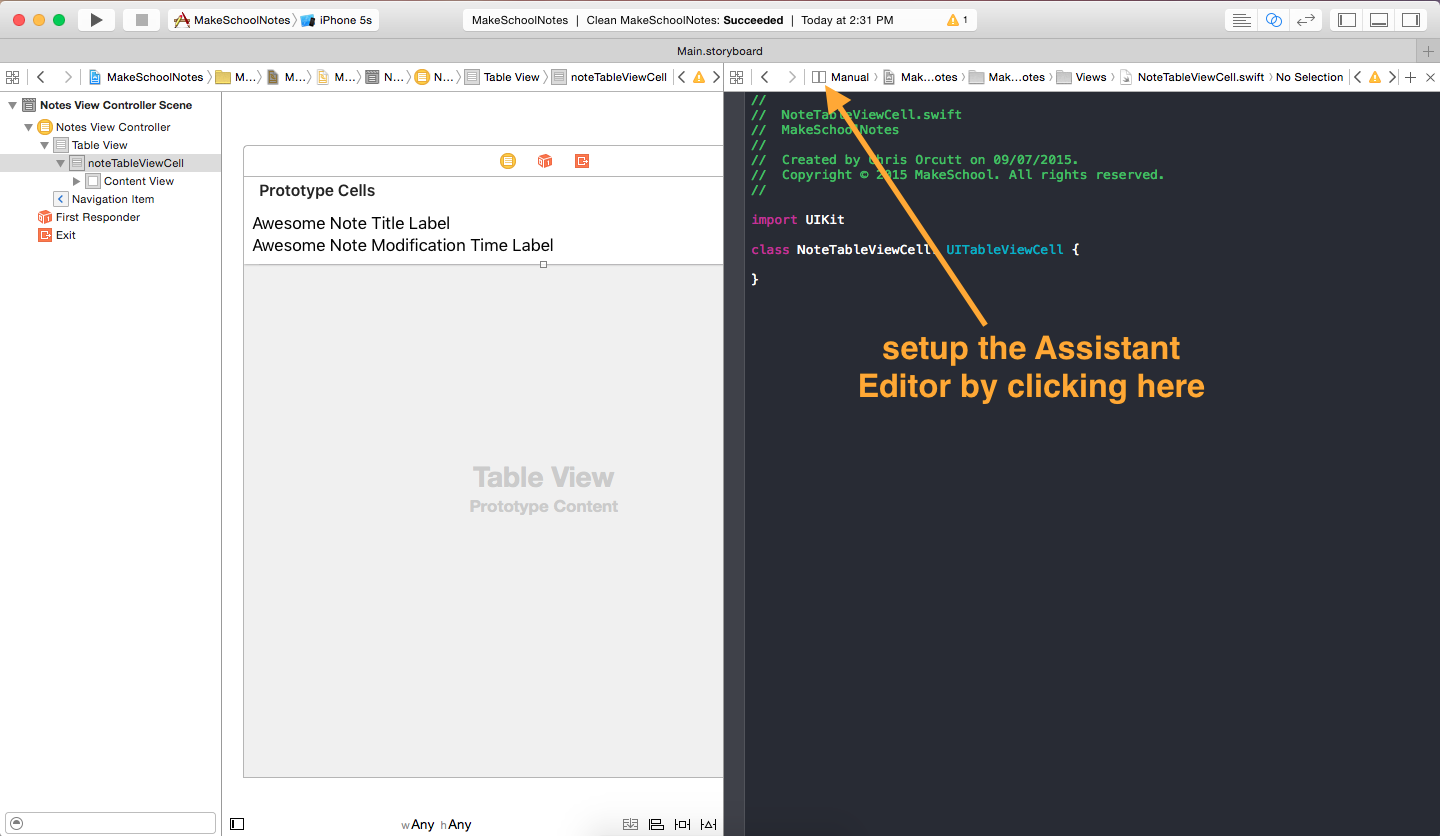 MakeSchoolNotes 〉 iPhone 5s
MakeSchoolNotes | Clean MakeSchoolNotes: Succeeded | Today at 2:31 PM 1
Main.storyboard
MakeSchoolNotes 〉 M… 〉 M… 〉 M… 〉 N… 〉 N… 〉 Table View 〉 noteTableViewCell
Manual 〉 Mak…otes 〉 Mak…otes 〉 Views 〉 NoteTableViewCell.swift 〉 No Selection
Notes View Controller Scene
Notes View Controller
Table View
noteTableViewCell
Content View
Navigation Item
First Responder
Exit
Prototype Cells
Awesome Note Title Label
Awesome Note Modification Time Label
Table View
Prototype Content
wAny hAny
//
// NoteTableViewCell.swift
// MakeSchoolNotes
//
// Created by Chris Orcutt on 09/07/2015.
// Copyright © 2015 MakeSchool. All rights reserved.
//
import UIKit
class NoteTableViewCell: UITableViewCell {
}
setup the Assistant
Editor by clicking here